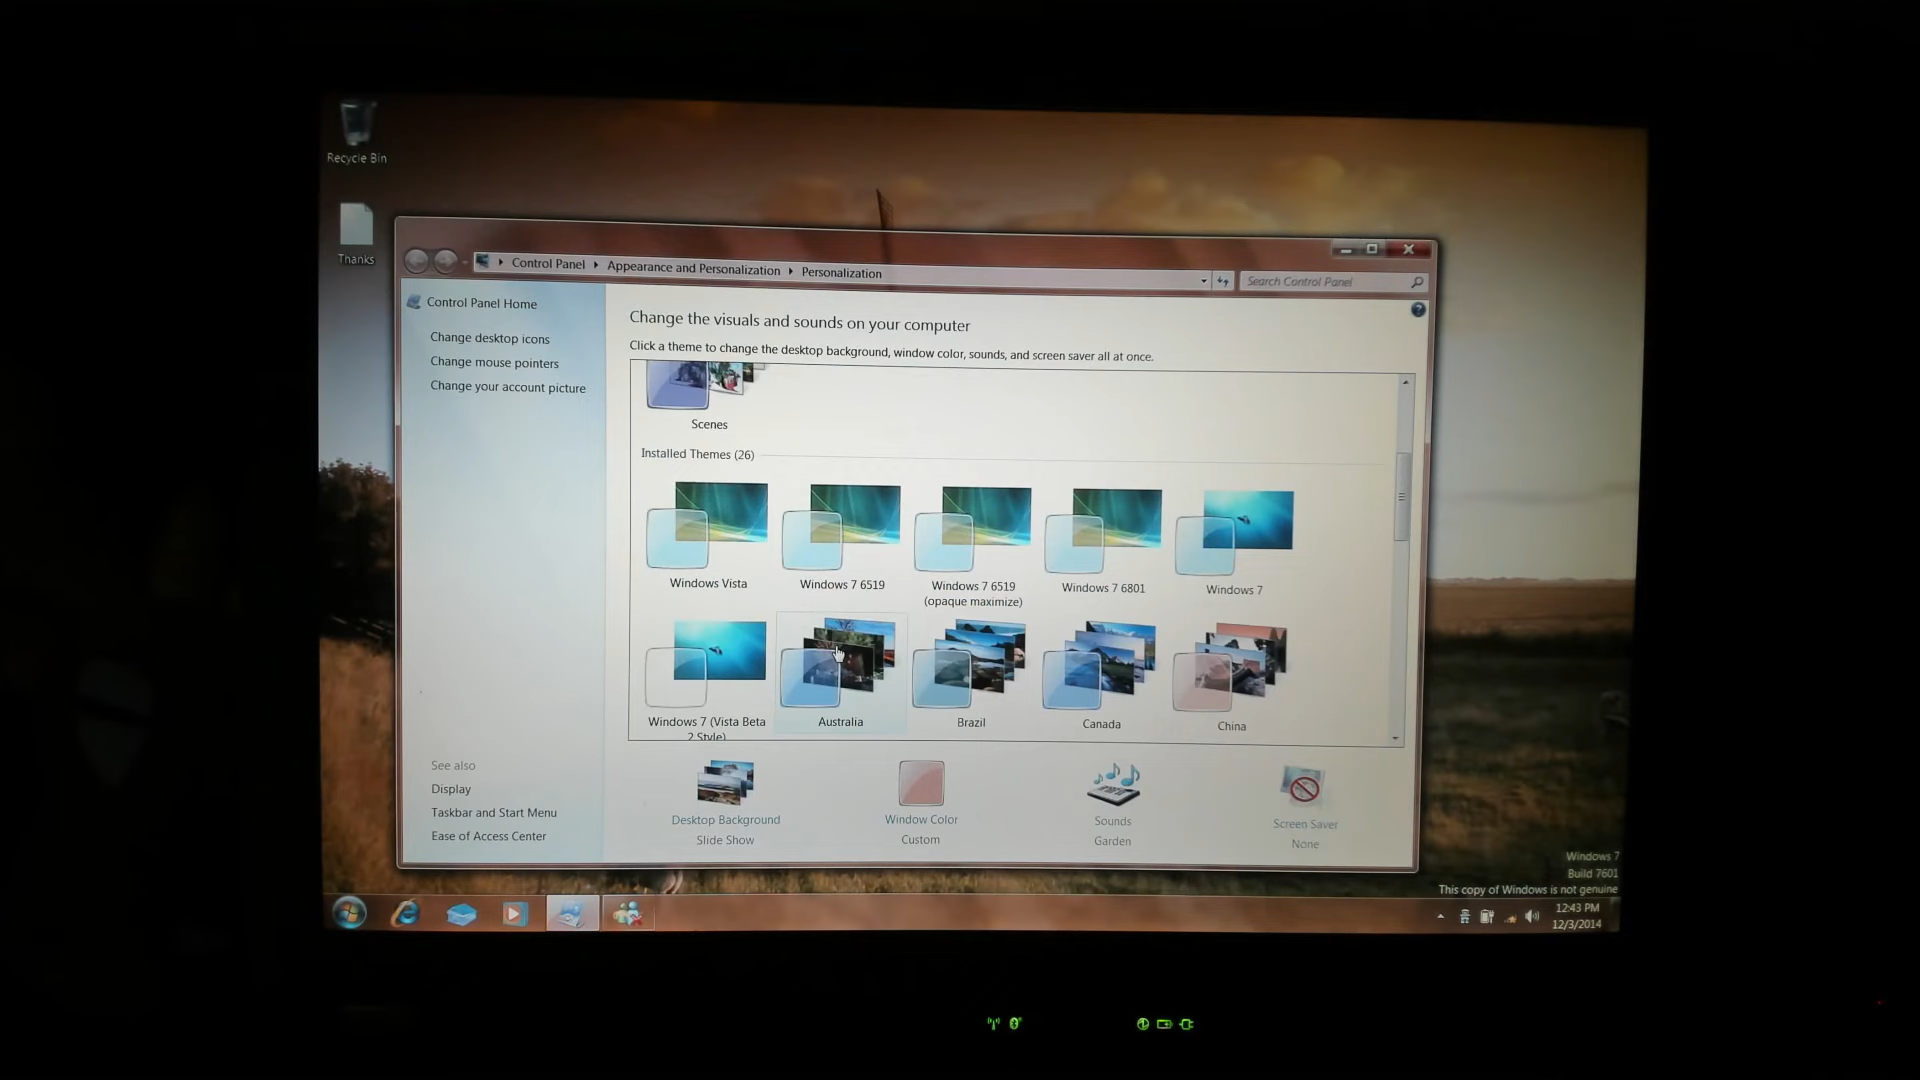 Recycle Bin
Thanks
Control Panel
Appearance and Personalization
Personalization
Search Control Panel
Control Panel Home
Change desktop icons
Change mouse pointers
Change your account picture
Change the visuals and sounds on your computer
Click a theme to change the desktop background, window color, sounds, and screen saver all at once.
Scenes
Installed Themes (26)
Windows Vista
Windows 7 6519
Windows 7 6519
(opaque maximize)
Windows 7 6801
Windows 7
Windows 7 (Vista Beta
2 Style)
Australia
Brazil
Canada
China
See also
Display
Taskbar and Start Menu
Ease of Access Center
Desktop Background
Slide Show
Window Color
Custom
Sounds
Garden
Screen Saver
None
Windows 7
Build 7601
This copy of Windows is not genuine
12:43 PM
12/3/2014